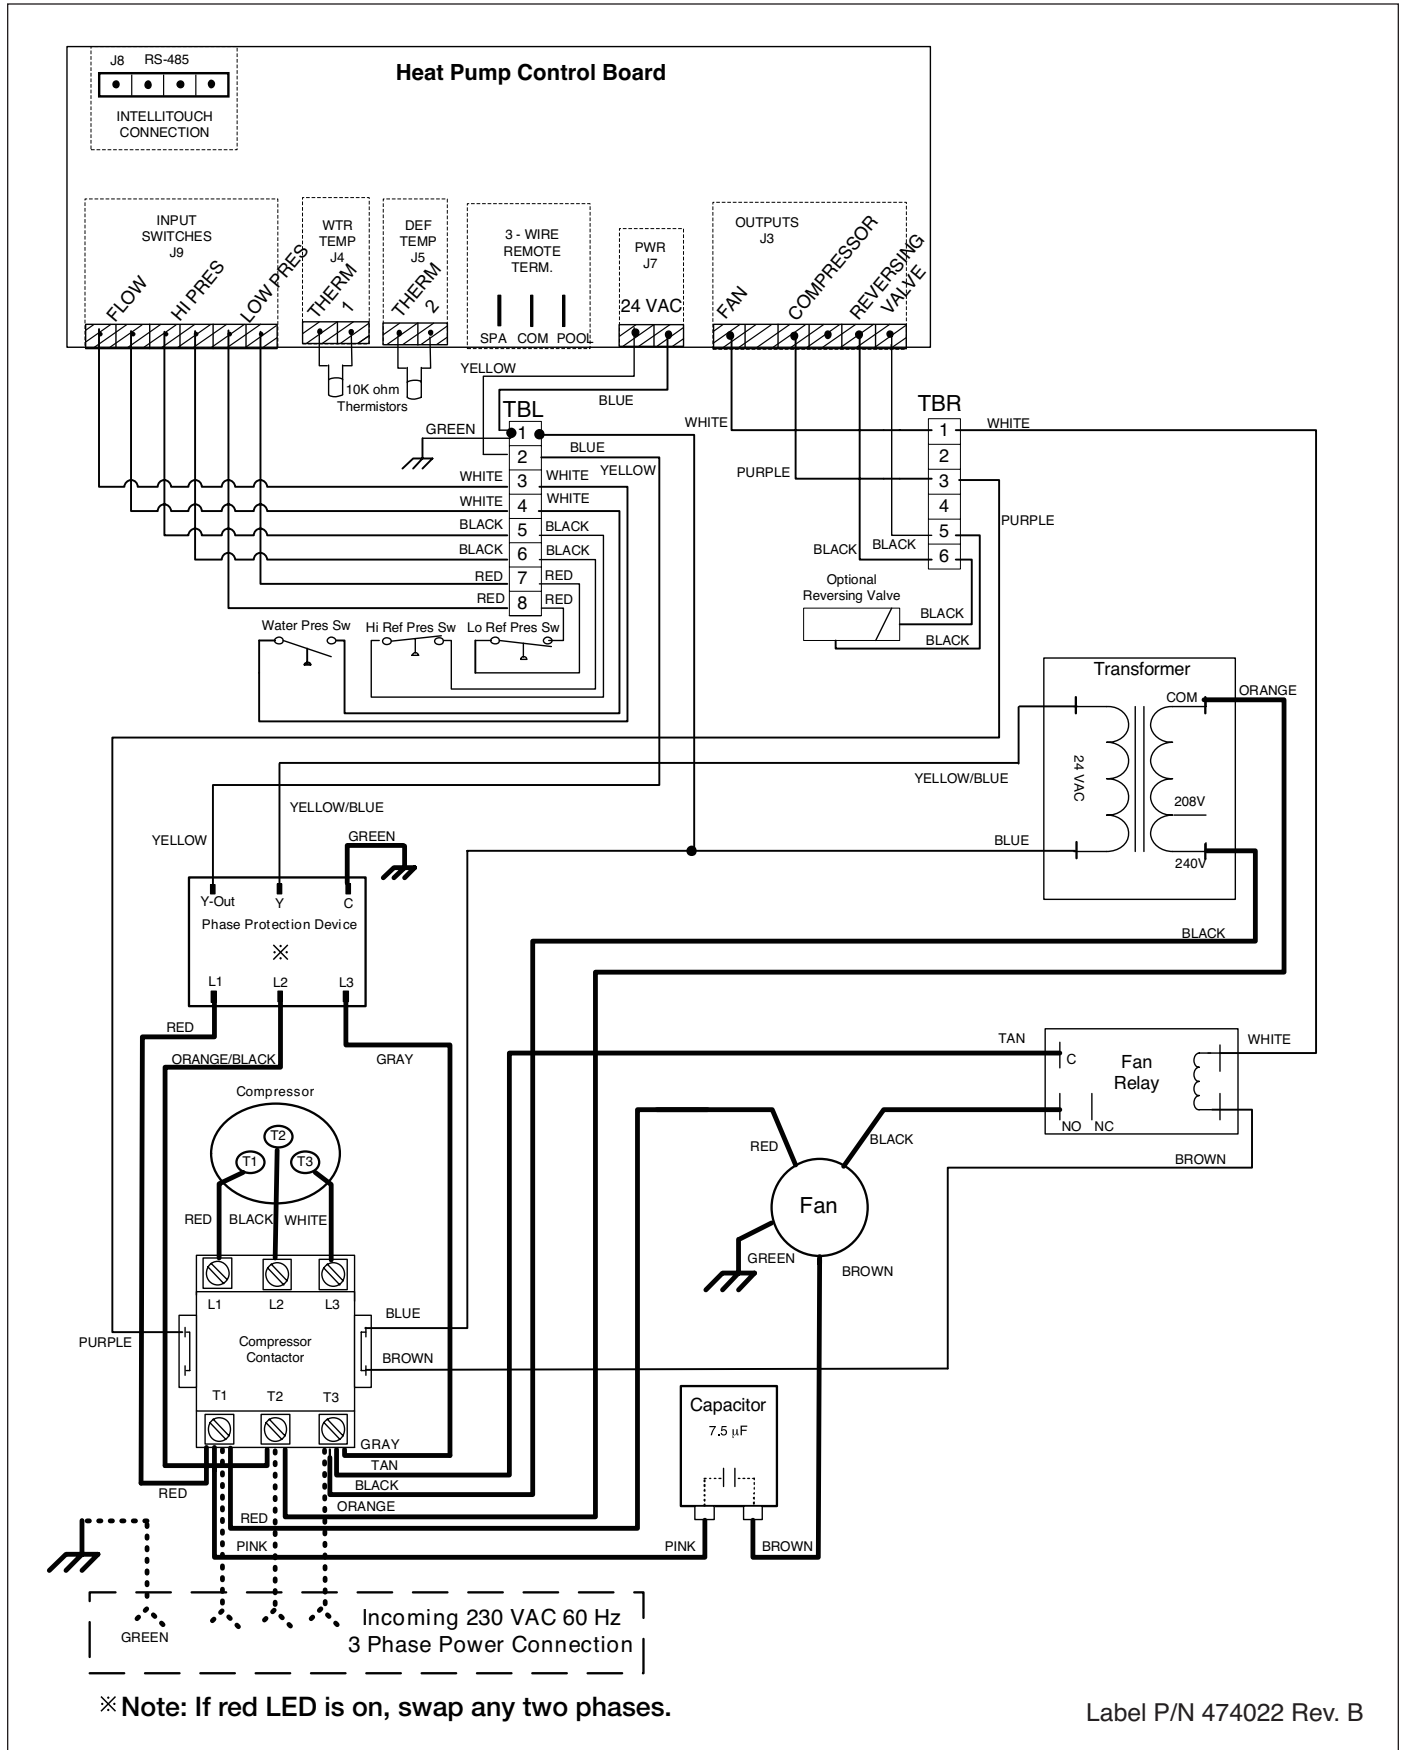 Heat Pump Control Board
J8 RS-485
INTELLITOUCH
CONNECTION
INPUT
SWITCHES
J9
FLOW
HI PRES
LOW PRES
WTR
TEMP
J4
THERM
1
DEF
TEMP
J5
THERM
2
3 - WIRE
REMOTE
TERM.
SPA COM POOL
PWR
J7
24 VAC
OUTPUTS
J3
FAN
COMPRESSOR
REVERSING
VALVE
10K ohm
Thermistors
YELLOW
BLUE
GREEN
TBL
1
2
3
4
5
6
7
8
BLUE
YELLOW
WHITE WHITE
WHITE WHITE
BLACK BLACK
BLACK BLACK
RED RED
RED RED
Water Pres Sw
Hi Ref Pres Sw
Lo Ref Pres Sw
TBR
1
2
3
4
5
6
WHITE
WHITE
PURPLE
PURPLE
BLACK
BLACK
Optional
Reversing Valve
BLACK
BLACK
Transformer
COM
ORANGE
24 VAC
208V
240V
YELLOW/BLUE
BLUE
BLACK
YELLOW/BLUE
YELLOW
GREEN
Y-Out Y C
Phase Protection Device
※
L1 L2 L3
RED
ORANGE/BLACK
GRAY
Compressor
T1
T2
T3
RED BLACK WHITE
L1 L2 L3
Compressor
Contactor
T1 T2 T3
PURPLE
BLUE
BROWN
TAN
C
Fan
Relay
NO NC
WHITE
BROWN
RED
BLACK
Fan
GREEN
BROWN
Capacitor
7.5 µF
GRAY
TAN
BLACK
ORANGE
RED
RED
PINK
PINK
BROWN
GREEN
Incoming 230 VAC 60 Hz
3 Phase Power Connection
※Note: If red LED is on, swap any two phases.
Label P/N 474022 Rev. B